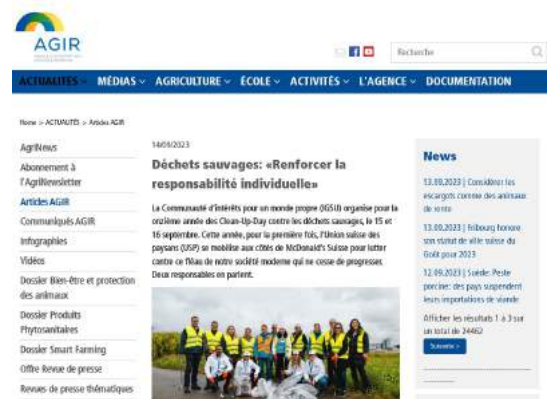 AGIR
Recherche
ACTUALITÉS MÉDIAS AGRICULTURE ÉCOLE ACTIVITÉS L'AGENCE DOCUMENTATION
Home > ACTUALITÉS > Articles AGIR
AgriNews
Abonnement à
l'AgriNewsletter
Articles AGIR
Communiqués AGIR
Infographies
Vidéos
Dossier Bien-être et protection
des animaux
Dossier Produits
Phytosanitaires
Dossier Smart Farming
Offre Revue de presse
Revues de presse thématiques
14/09/2023
Déchets sauvages: «Renforcer la
responsabilité individuelle»
La Communauté d'intérêts pour un monde propre (IGSU) organise pour la
onzième année des Clean-Up-Day contre les déchets sauvages, le 15 et
16 septembre. Cette année, pour la première fois, l'Union suisse des
paysans (USP) se mobilise aux côtés de McDonald's Suisse pour lutter
contre ce fléau de notre société moderne qui ne cesse de progresser.
Deux responsables en parlent.
News
13.09.2023 | Considérer les
escargots comme des animaux
de rente
13.09.2023 | Fribourg honore
son statut de ville suisse du
Goût pour 2023
12.09.2023 | Suède: Peste
porcine: des pays suspendent
leurs importations de viande
Afficher les résultats 1 à 3 sur
un total de 24462
Suivants >